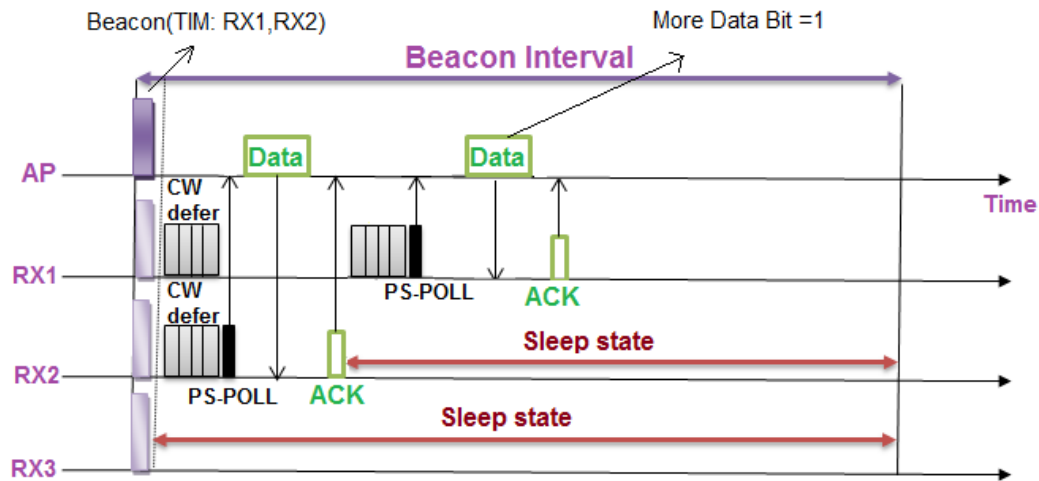 Beacon(TIM: RX1,RX2)
More Data Bit =1
Beacon Interval
Data
Data
AP
CW
defer
Time
RX1
PS-POLL
ACK
CW
defer
Sleep state
RX2
PS-POLL
ACK
Sleep state
RX3